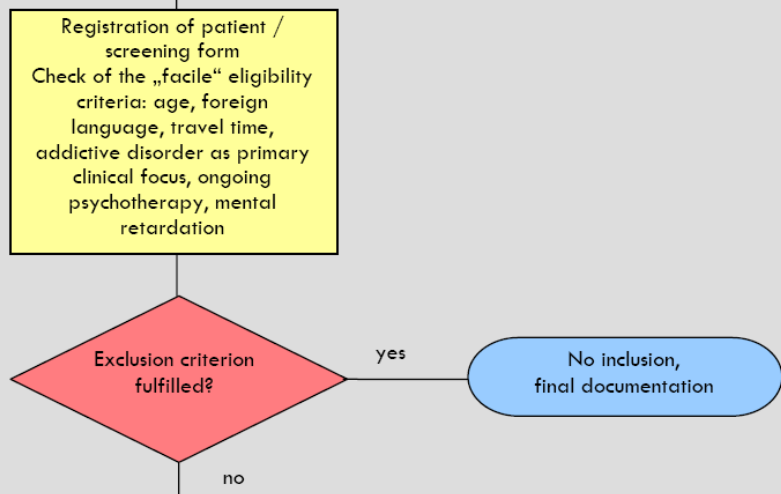 Registration of patient /
screening form
Check of the „facile“ eligibility
criteria: age, foreign
language, travel time,
addictive disorder as primary
clinical focus, ongoing
psychotherapy, mental
retardation
Exclusion criterion
fulfilled?
yes
No inclusion,
final documentation
no